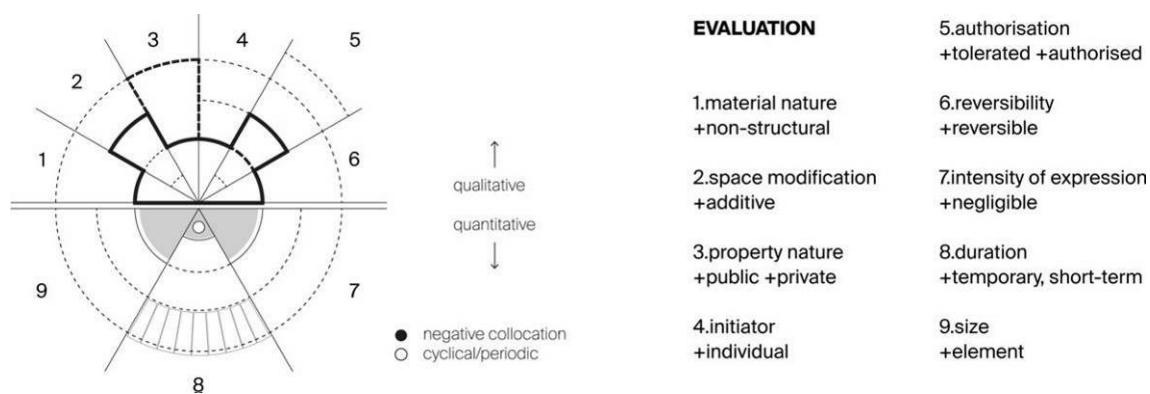 3
4
5
2
1
6
9
7
8
qualitative
quantitative
negative collocation
cyclical/periodic
EVALUATION
1.material nature
+non-structural
2.space modification
+additive
3.property nature
+public +private
4.initiator
+individual
5.authorisation
+tolerated +authorised
6.reversibility
+reversible
7.intensity of expression
+negligible
8.duration
+temporary, short-term
9.size
+element